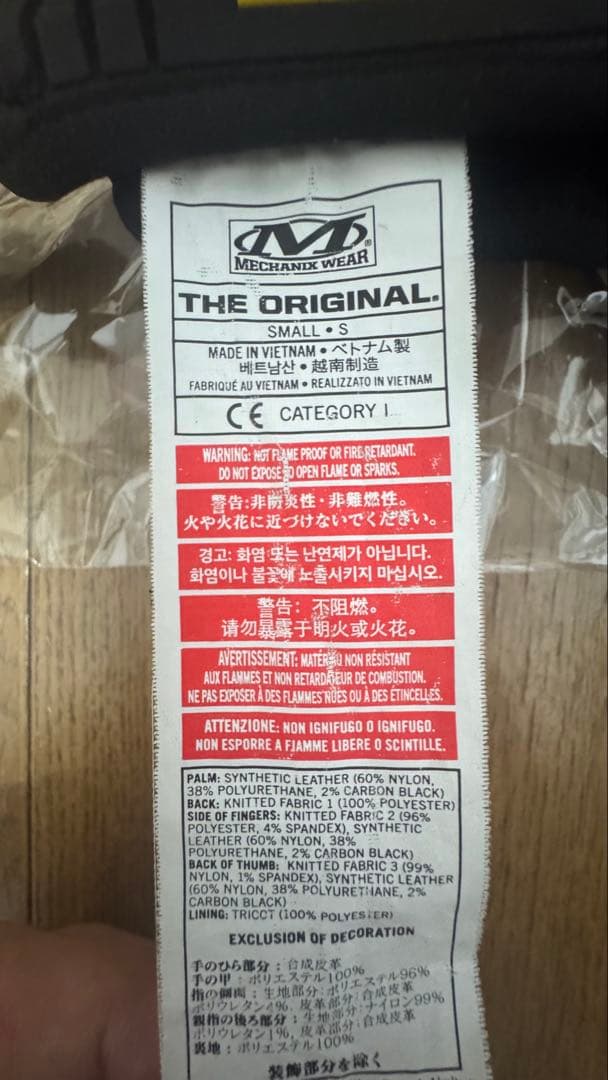 M®
MECHANIX WEAR
THE ORIGINAL.
SMALL • S
MADE IN VIETNAM • ベトナム製
베트남산 • 越南制造
FABRIQUÉ AU VIETNAM • REALIZZATO IN VIETNAM
CE CATEGORY I
WARNING: NOT FLAME PROOF OR FIRE RETARDANT.
DO NOT EXPOSE TO OPEN FLAME OR SPARKS.
警告:非防炎性・非難燃性。
火や火花に近づけないでください。
경고: 화염 또는 난연제가 아닙니다.
화염이나 불꽃에 노출시키지 마십시오.
警告: 不阻燃。
请勿暴露于明火或火花。
AVERTISSEMENT: MATÉRIAU NON RÉSISTANT
AUX FLAMMES ET NON RETARDATEUR DE COMBUSTION.
NE PAS EXPOSER À DES FLAMMES NUES OU À DES ÉTINCELLES.
ATTENZIONE: NON IGNIFUGO O IGNIFUGO.
NON ESPORRE A FIAMME LIBERE O SCINTILLE.
PALM: SYNTHETIC LEATHER (60% NYLON,
38% POLYURETHANE, 2% CARBON BLACK)
BACK: KNITTED FABRIC 1 (100% POLYESTER)
SIDE OF FINGERS: KNITTED FABRIC 2 (96%
POLYESTER, 4% SPANDEX), SYNTHETIC
LEATHER (60% NYLON, 38%
POLYURETHANE, 2% CARBON BLACK)
BACK OF THUMB: KNITTED FABRIC 3 (99%
NYLON, 1% SPANDEX), SYNTHETIC LEATHER
(60% NYLON, 38% POLYURETHANE, 2%
CARBON BLACK)
LINING: TRICOT (100% POLYESTER)
EXCLUSION OF DECORATION
手のひら部分：合成皮革
手の甲：ポリエステル100%
指の側面：生地部分：ポリエステル96%
ポリウレタン4%、皮革部分：合成皮革
親指の後ろ部分：生地部分：ナイロン99%
ポリウレタン1%、皮革部分：合成皮革
裏地：ポリエステル100%
装飾部分を除く